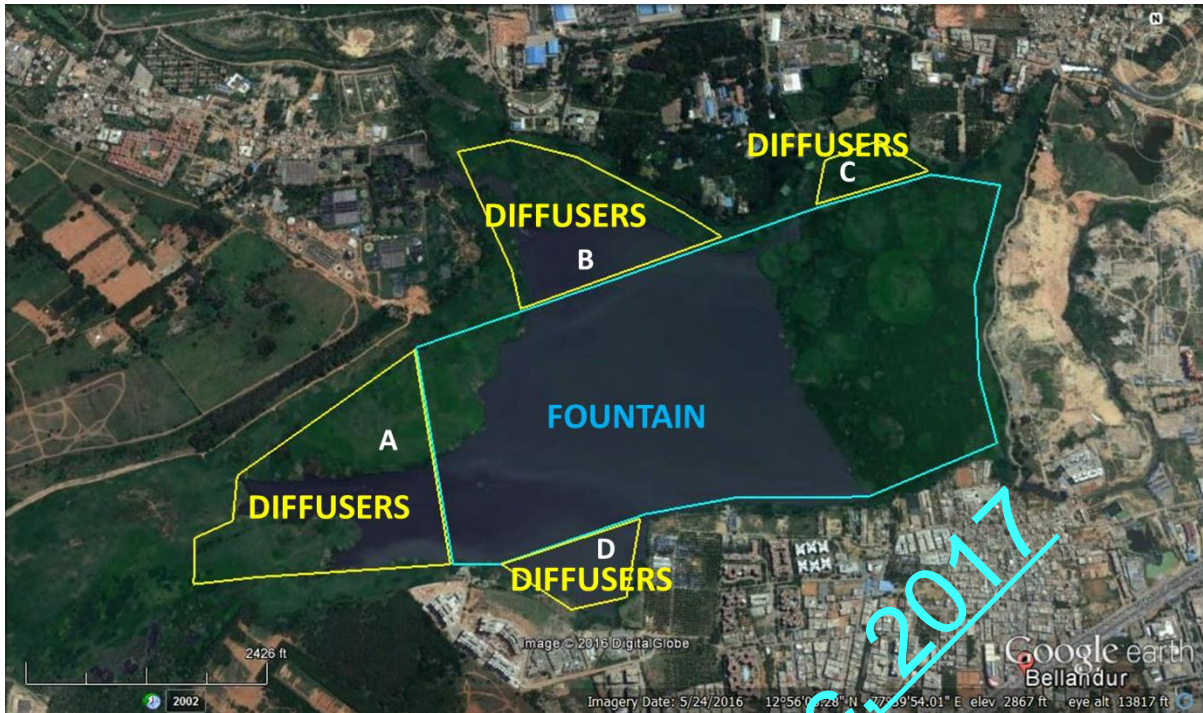 N
DIFFUSERS
C
DIFFUSERS
B
FOUNTAIN
A
DIFFUSERS
D
DIFFUSERS
2017
Image © 2016 DigitalGlobe
2426 ft
Google earth
Bellandur
2002
Imagery Date: 5/24/2016 N E elev 2867 ft eye alt 13817 ft